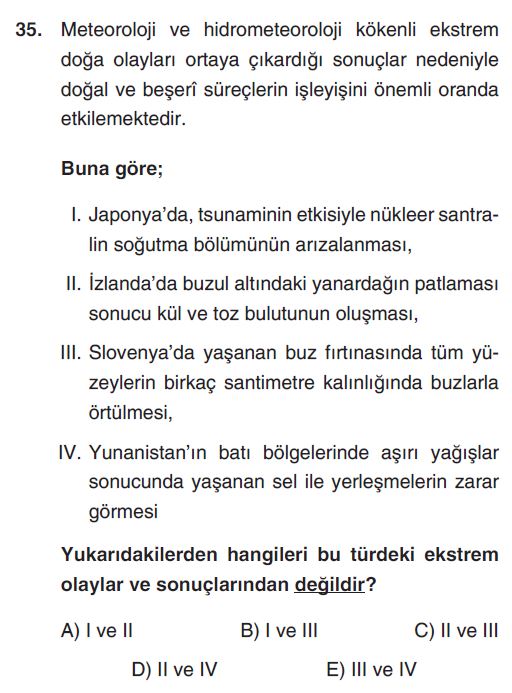 35. Meteoroloji ve hidrometeoroloji kökenli ekstrem
doğa olayları ortaya çıkardığı sonuçlar nedeniyle
doğal ve beşerî süreçlerin işleyişini önemli oranda
etkilemektedir.
Buna göre;
I. Japonya’da, tsunaminin etkisiyle nükleer santra-
lin soğutma bölümünün arızalanması,
II. İzlanda’da buzul altındaki yanardağın patlaması
sonucu kül ve toz bulutunun oluşması,
III. Slovenya’da yaşanan buz fırtınasında tüm yü-
zeylerin birkaç santimetre kalınlığında buzlarla
örtülmesi,
IV. Yunanistan’ın batı bölgelerinde aşırı yağışlar
sonucunda yaşanan sel ile yerleşmelerin zarar
görmesi
Yukarıdakilerden hangileri bu türdeki ekstrem
olaylar ve sonuçlarından değildir?
A) I ve II B) I ve III C) II ve III
D) II ve IV E) III ve IV